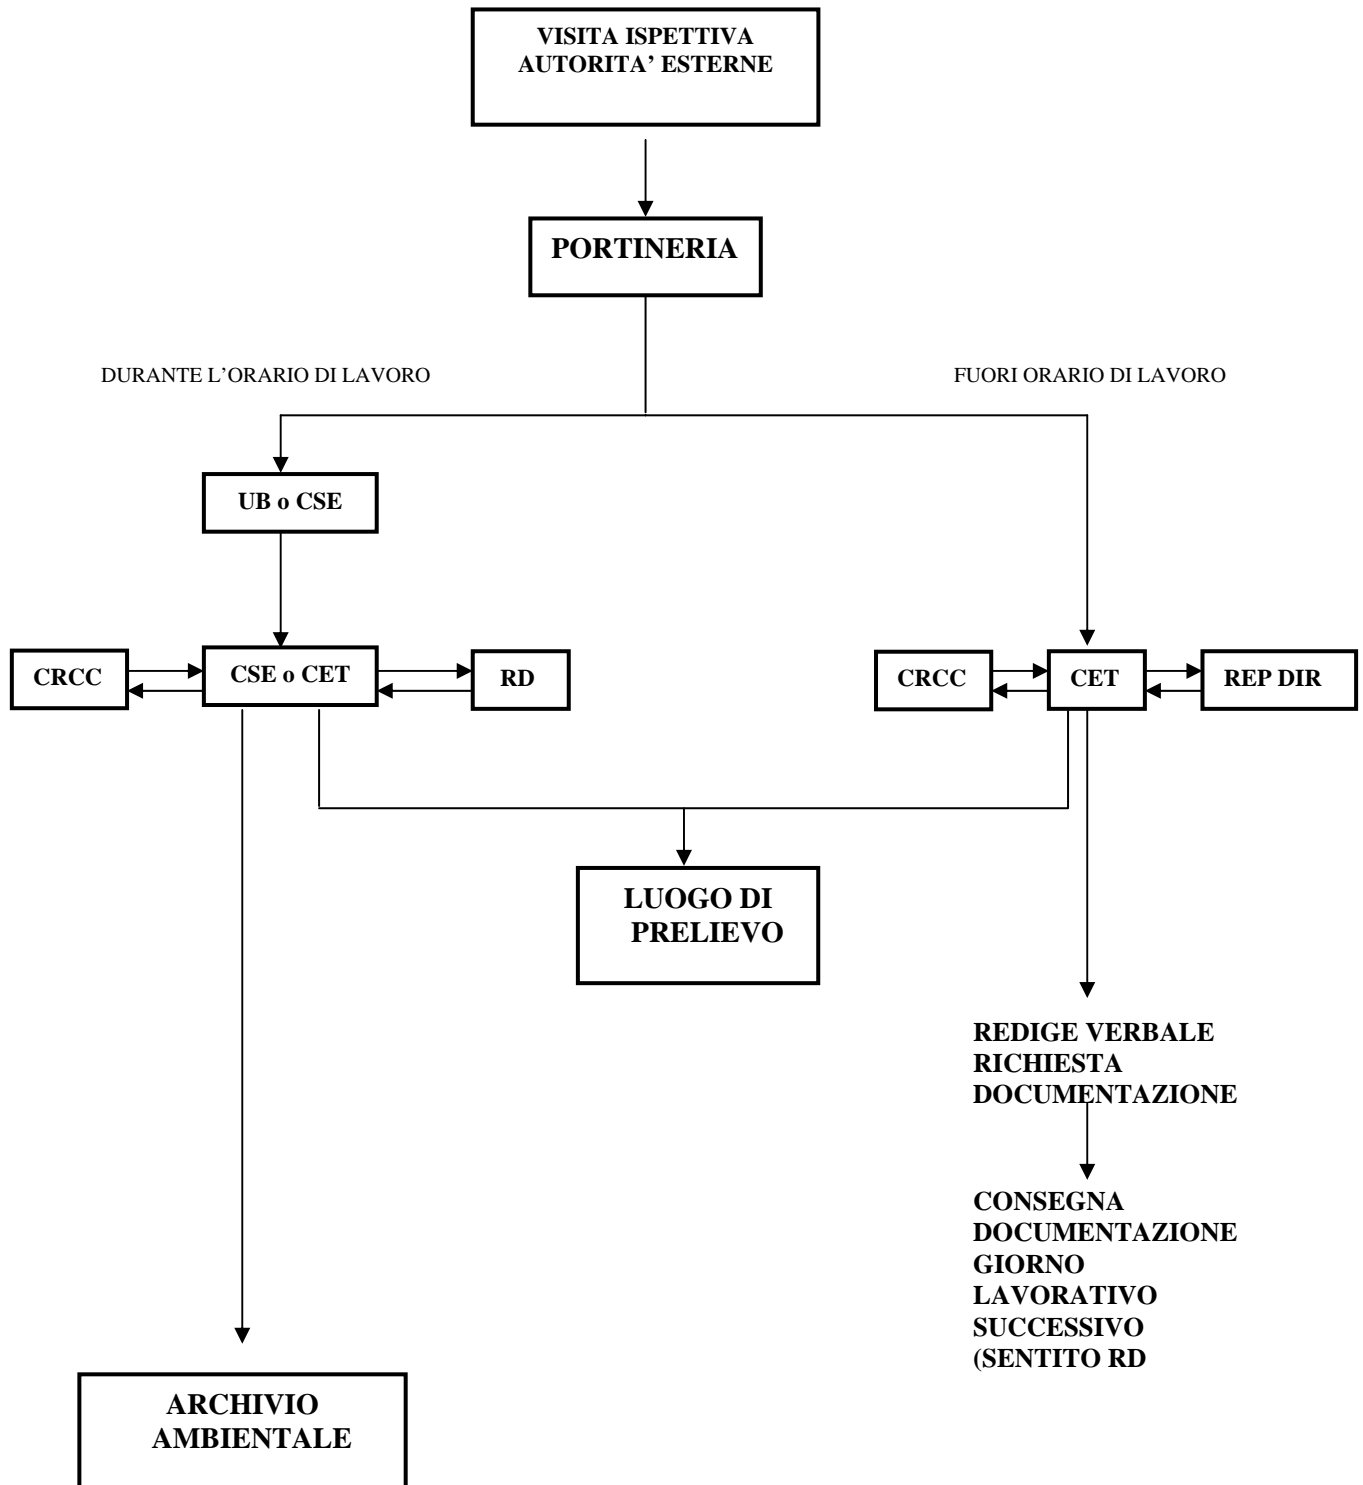 VISITA ISPETTIVA
AUTORITA’ ESTERNE
PORTINERIA
DURANTE L’ORARIO DI LAVORO
FUORI ORARIO DI LAVORO
UB o CSE
CRCC
CSE o CET
RD
CRCC
CET
REP DIR
LUOGO DI
PRELIEVO
REDIGE VERBALE
RICHIESTA
DOCUMENTAZIONE
CONSEGNA
DOCUMENTAZIONE
GIORNO
LAVORATIVO
SUCCESSIVO
(SENTITO RD
ARCHIVIO
AMBIENTALE